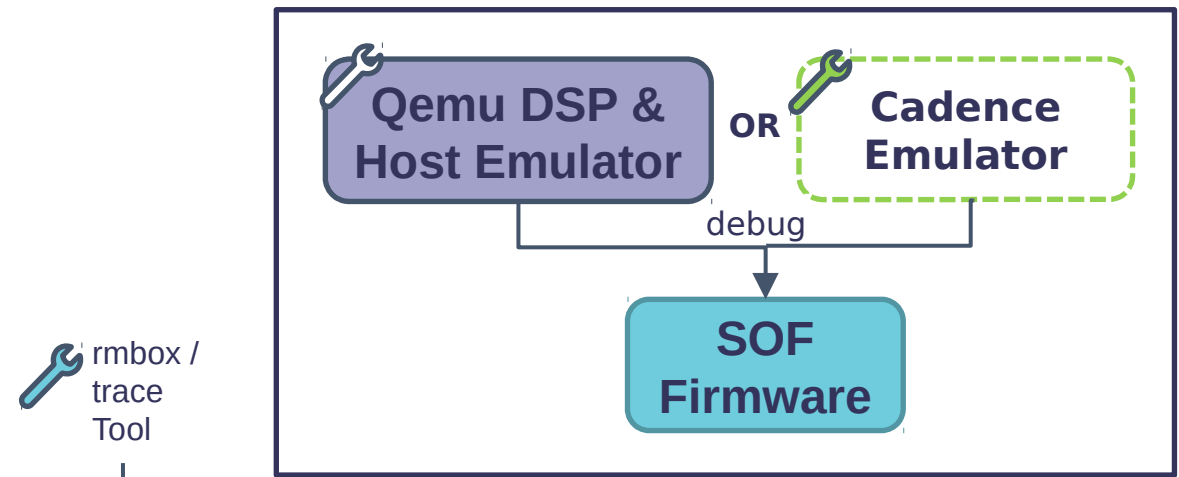 Qemu DSP &
Host Emulator
OR
Cadence
Emulator
debug
SOF
Firmware
rmbox /
trace
Tool